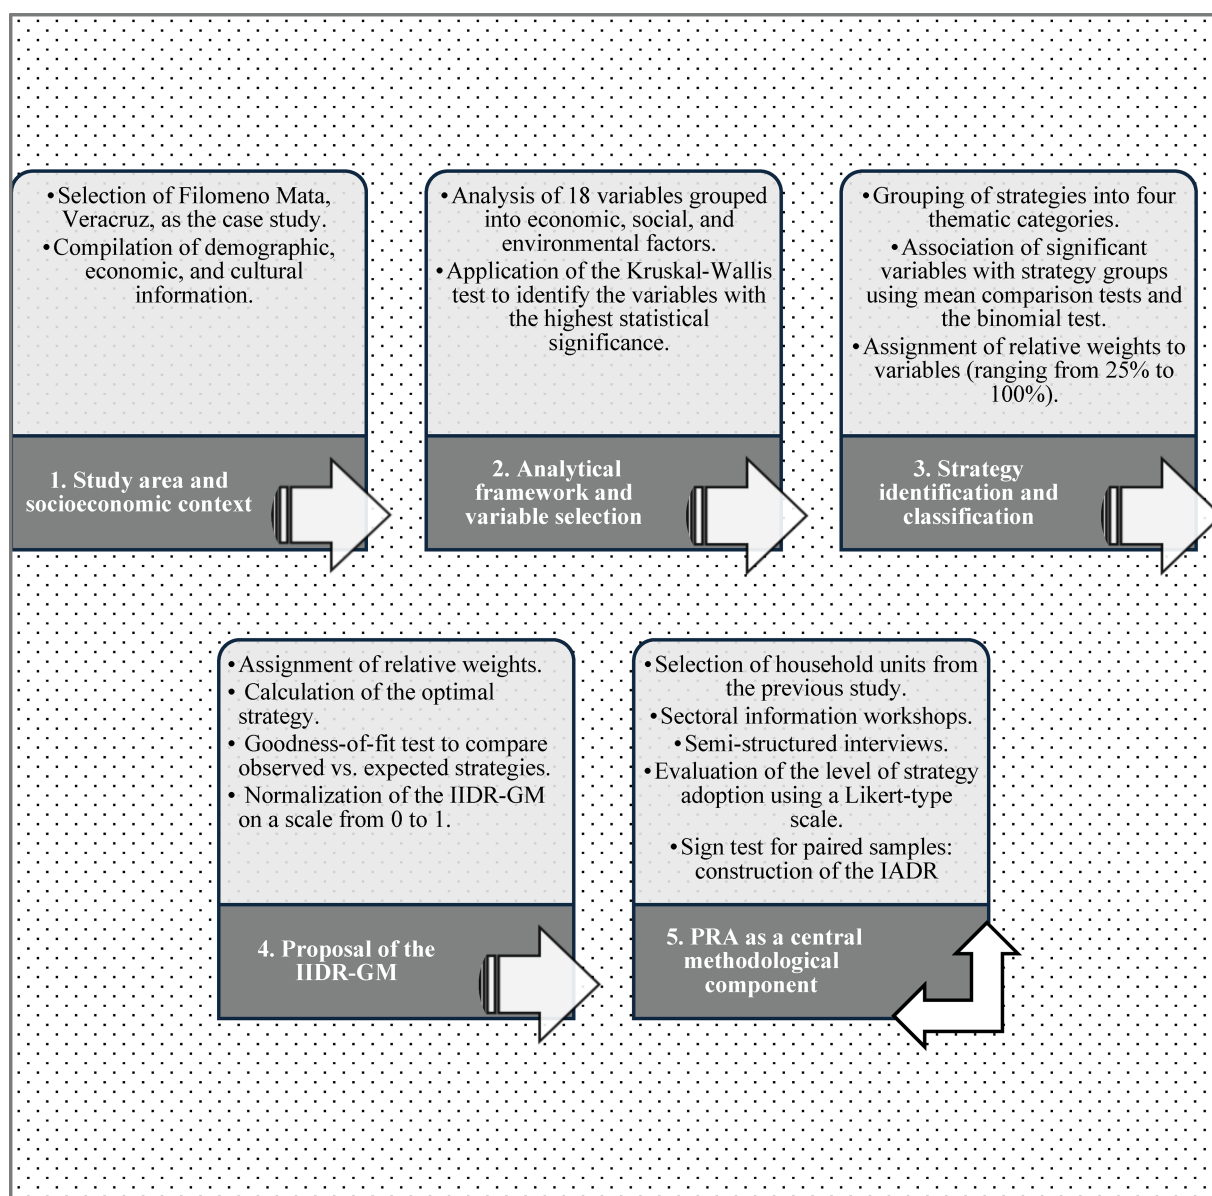 •Selection of Filomeno Mata,
Veracruz, as the case study.
•Compilation of demographic,
economic, and cultural
information.
1. Study area and
socioeconomic context
•Analysis of 18 variables grouped
into economic, social, and
environmental factors.
•Application of the Kruskal-Wallis
test to identify the variables with
the highest statistical
significance.
2. Analytical
framework and
variable selection
•Grouping of strategies into four
thematic categories.
•Association of significant
variables with strategy groups
using mean comparison tests and
the binomial test.
•Assignment of relative weights to
variables (ranging from 25% to
100%).
3. Strategy
identification and
classification
•Assignment of relative weights.
• Calculation of the optimal
strategy.
• Goodness-of-fit test to compare
observed vs. expected strategies.
• Normalization of the IIDR-GM
on a scale from 0 to 1.
4. Proposal of the
IIDR-GM
•Selection of household units from
the previous study.
•Sectoral information workshops.
•Semi-structured interviews.
•Evaluation of the level of strategy
adoption using a Likert-type
scale.
•Sign test for paired samples:
construction of the IADR
5. PRA as a central
methodological
component